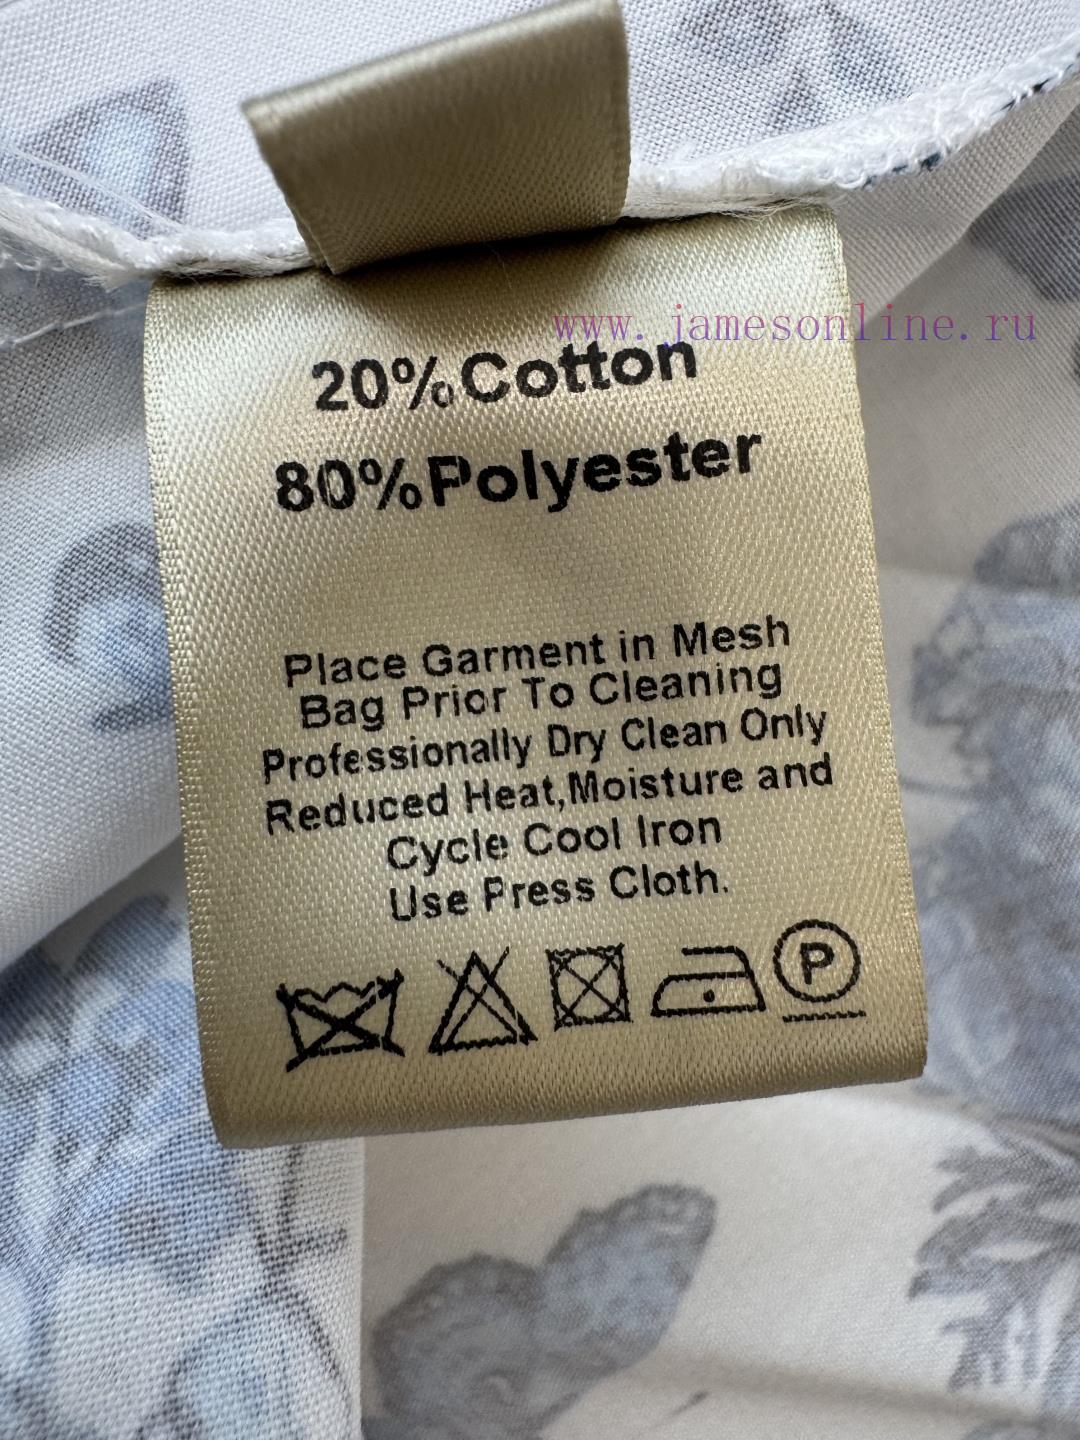 www.jamesonline.ru
20%Cotton
80%Polyester
Place Garment in Mesh
Bag Prior To Cleaning
Professionally Dry Clean Only
Reduced Heat,Moisture and
Cycle Cool Iron
Use Press Cloth.
P